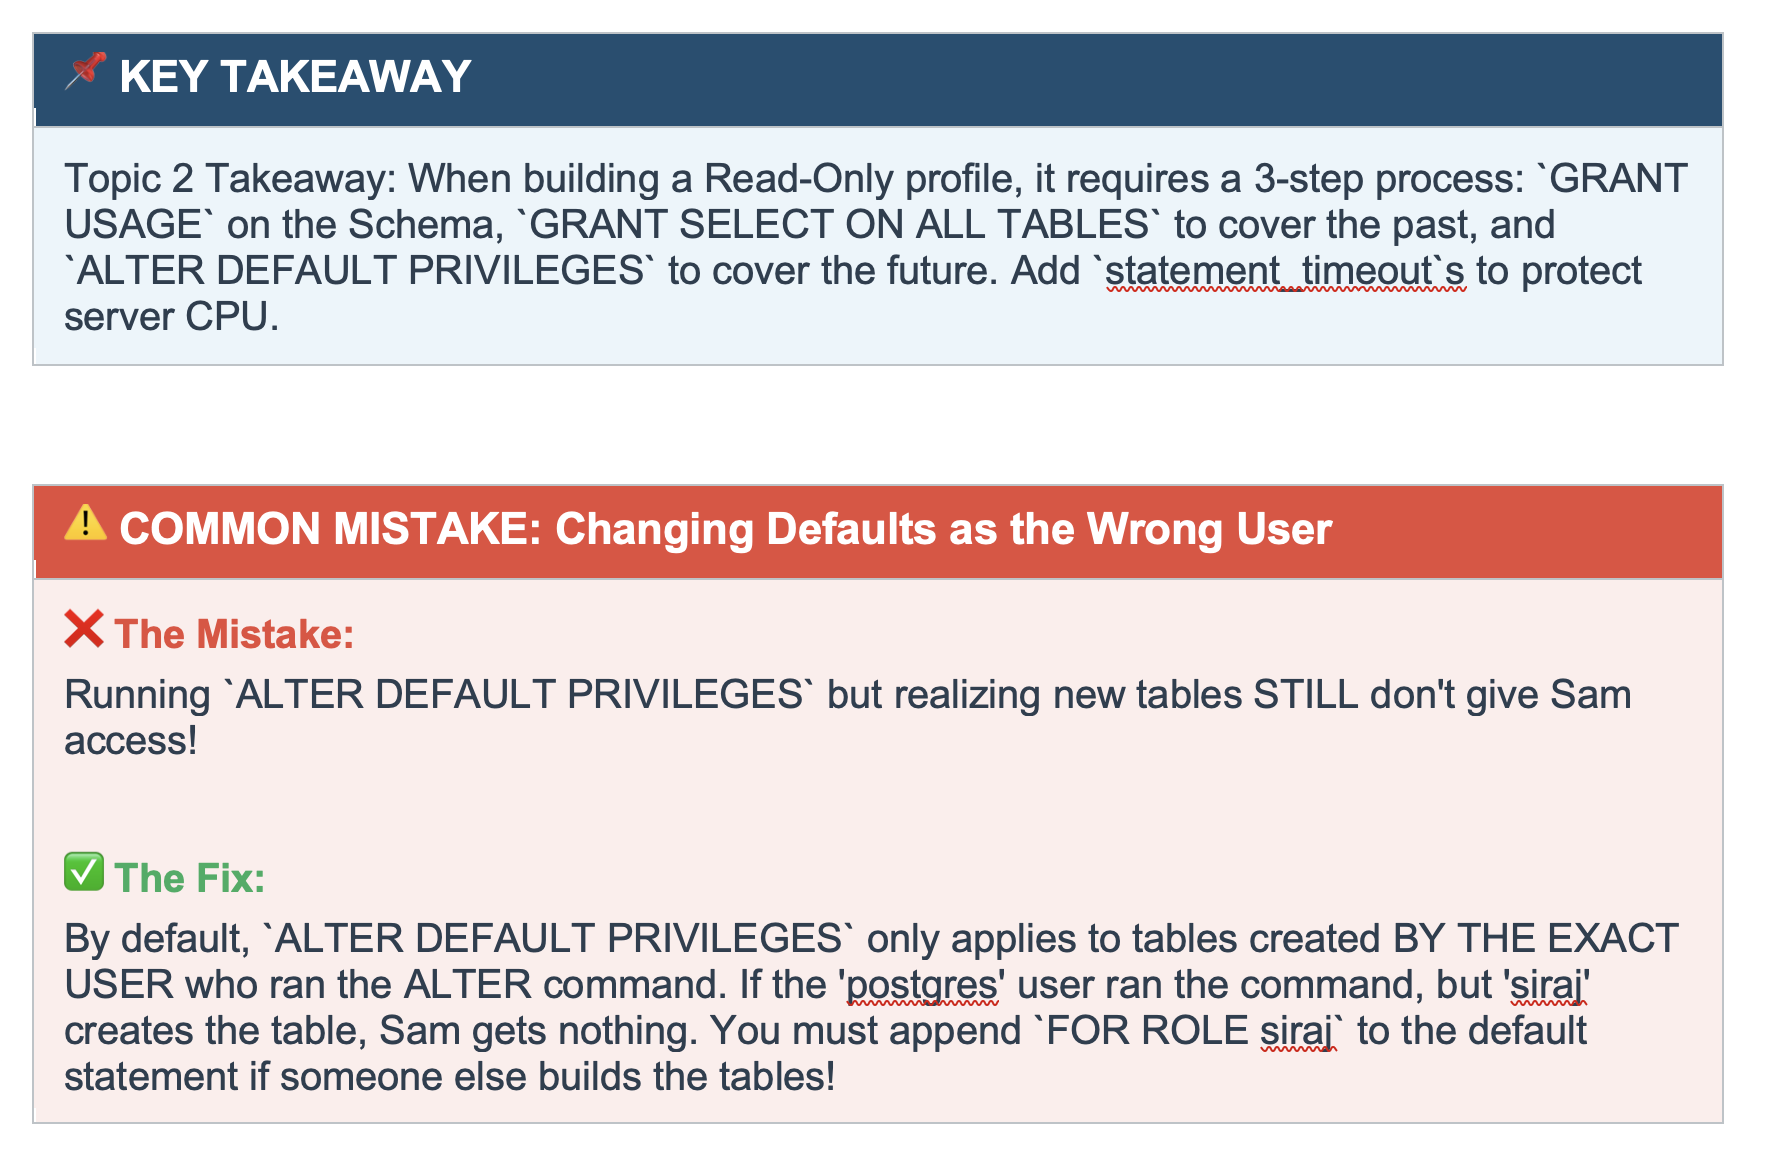 📌 KEY TAKEAWAY
Topic 2 Takeaway: When building a Read-Only profile, it requires a 3-step process: `GRANT
USAGE` on the Schema, `GRANT SELECT ON ALL TABLES` to cover the past, and
`ALTER DEFAULT PRIVILEGES` to cover the future. Add `statement_timeout`s to protect
server CPU.
⚠️ COMMON MISTAKE: Changing Defaults as the Wrong User
❌ The Mistake:
Running `ALTER DEFAULT PRIVILEGES` but realizing new tables STILL don't give Sam
access!
✅ The Fix:
By default, `ALTER DEFAULT PRIVILEGES` only applies to tables created BY THE EXACT
USER who ran the ALTER command. If the 'postgres' user ran the command, but 'siraj'
creates the table, Sam gets nothing. You must append `FOR ROLE siraj` to the default
statement if someone else builds the tables!